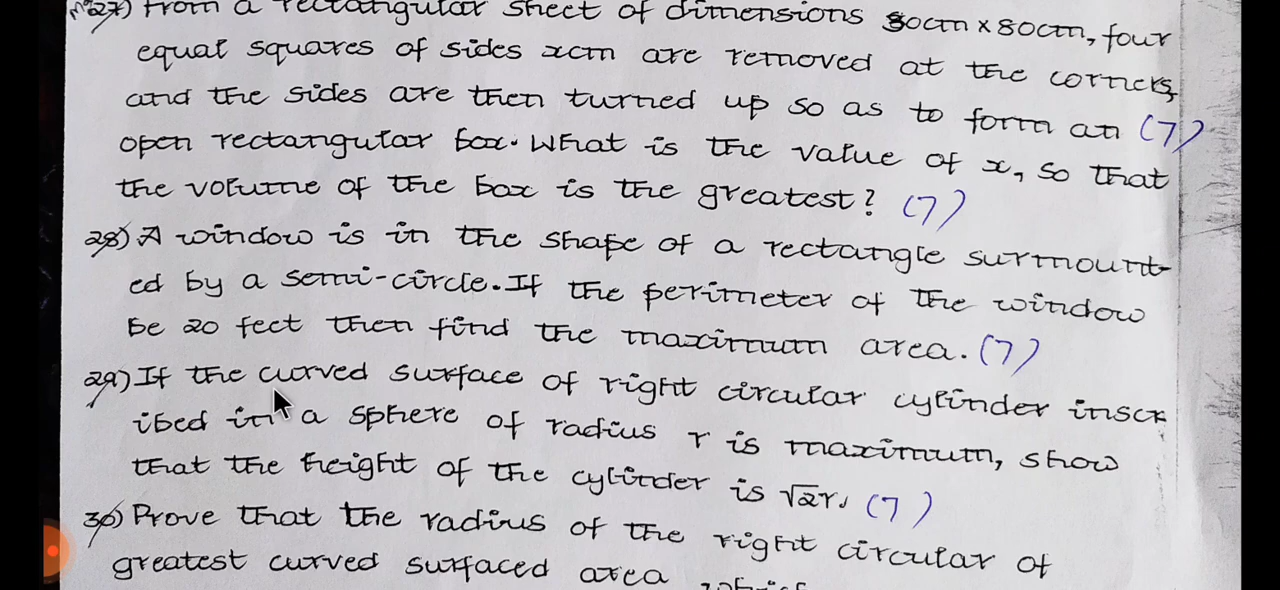 27) From a rectangular sheet of dimensions 30cm × 80cm, four
equal squares of sides xcm are removed at the corners,
and the sides are then turned up so as to form an (7)
open rectangular box. What is the value of x, so that
the volume of the box is the greatest? (7)
28) A window is in the shape of a rectangle surmount-
ed by a semi-circle. If the perimeter of the window
be 20 feet then find the maximum area. (7)
29) If the curved surface of right circular cylinder inscr
ibed in a sphere of radius r is maximum, show
that the height of the cylinder is √2r. (7)
30) Prove that the radius of the right circular of
greatest curved surfaced area